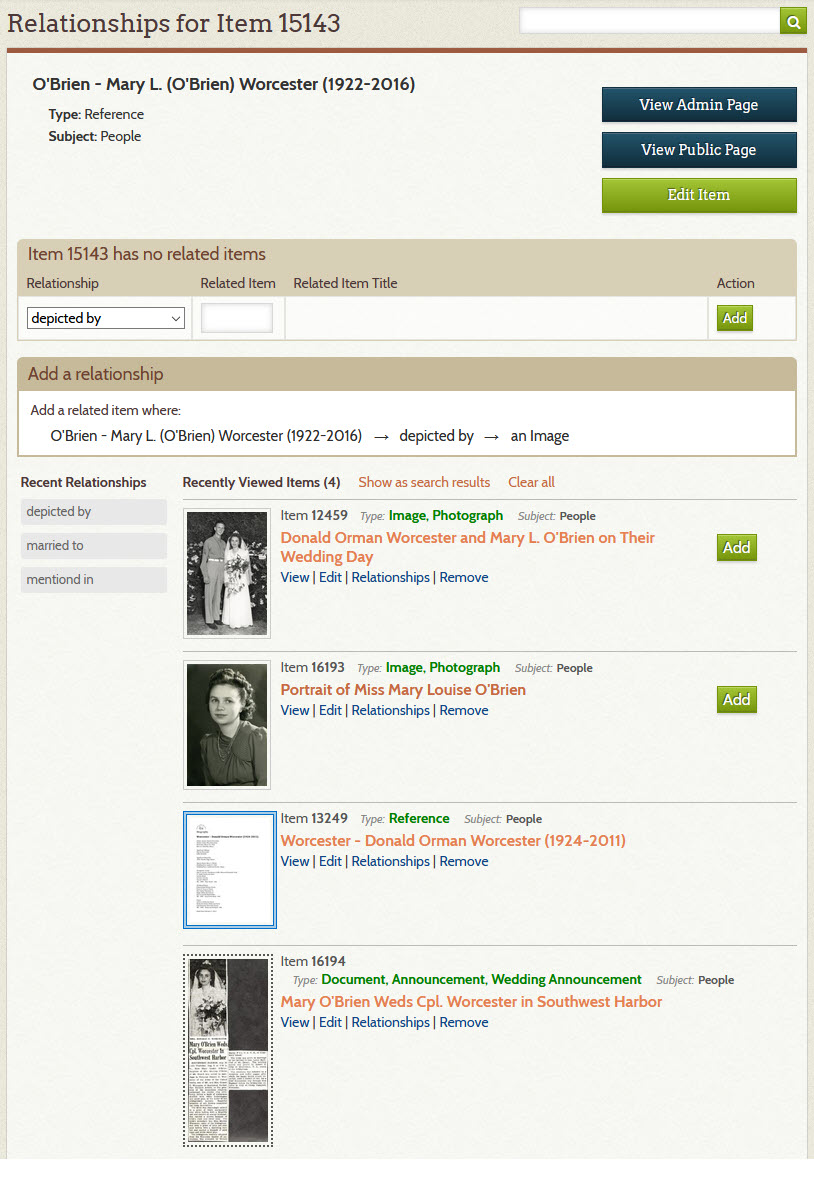 Relationships for Item 15143
O'Brien - Mary L. (O'Brien) Worcester (1922-2016)
Type: Reference
Subject: People
View Admin Page
View Public Page
Edit Item
Item 15143 has no related items
Relationship Related Item Related Item Title Action
depicted by Add
Add a relationship
Add a related item where:
O'Brien - Mary L. (O'Brien) Worcester (1922-2016) → depicted by → an Image
Recent Relationships
depicted by
married to
mentiond in
Recently Viewed Items (4) Show as search results Clear all
Item 12459 Type: Image, Photograph Subject: People
Donald Orman Worcester and Mary L. O'Brien on Their
Wedding Day
Add
View | Edit | Relationships | Remove
Item 16193 Type: Image, Photograph Subject: People
Portrait of Miss Mary Louise O'Brien
Add
View | Edit | Relationships | Remove
Item 13249 Type: Reference Subject: People
Worcester - Donald Orman Worcester (1924-2011)
View | Edit | Relationships | Remove
Item 16194
Type: Document, Announcement, Wedding Announcement Subject: People
Mary O'Brien Weds Cpl. Worcester in Southwest Harbor
View | Edit | Relationships | Remove
Mary O'Brien Weds
Cpl. Worcester In
Southwest Harbor